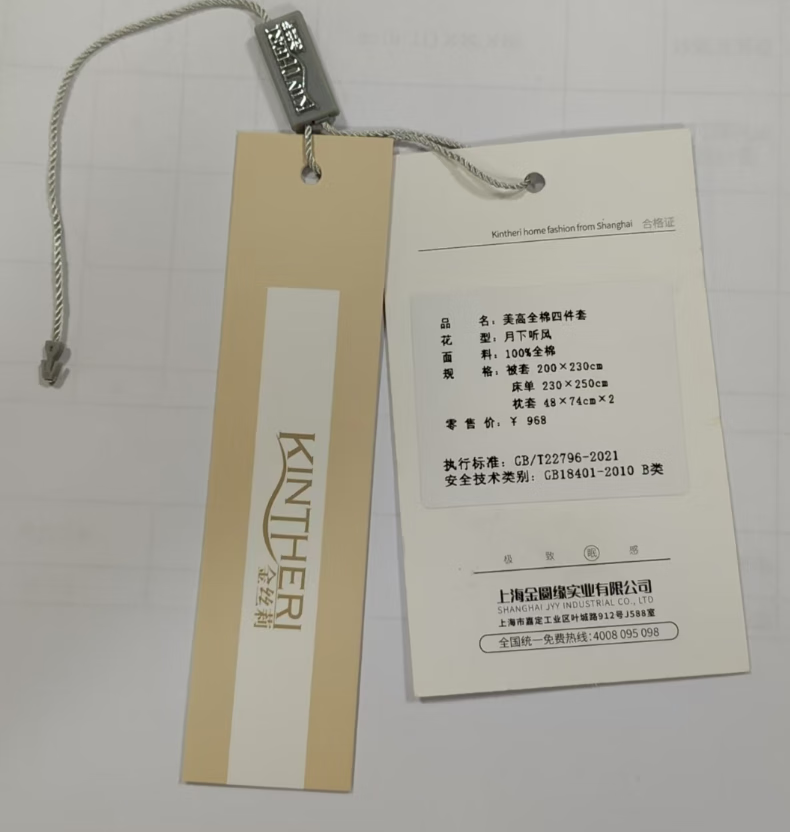 KINTHERI
KINTHERI
金丝莉
Kintheri home fashion from Shanghai 合格证
品 名：美高全棉四件套
花 型：月下听风
面 料：100%全棉
规 格：被套 200×230cm
床单 230×250cm
枕套 48×74cm×2
零 售 价：¥ 968
执行标准：GB/T22796-2021
安全技术类别：GB18401-2010 B类
极 致 眠 感
上海金圆缘实业有限公司
SHANGHAI JYY INDUSTRIAL CO., LTD
上海市嘉定工业区叶城路912号J588室
全国统一免费热线:4008 095 098